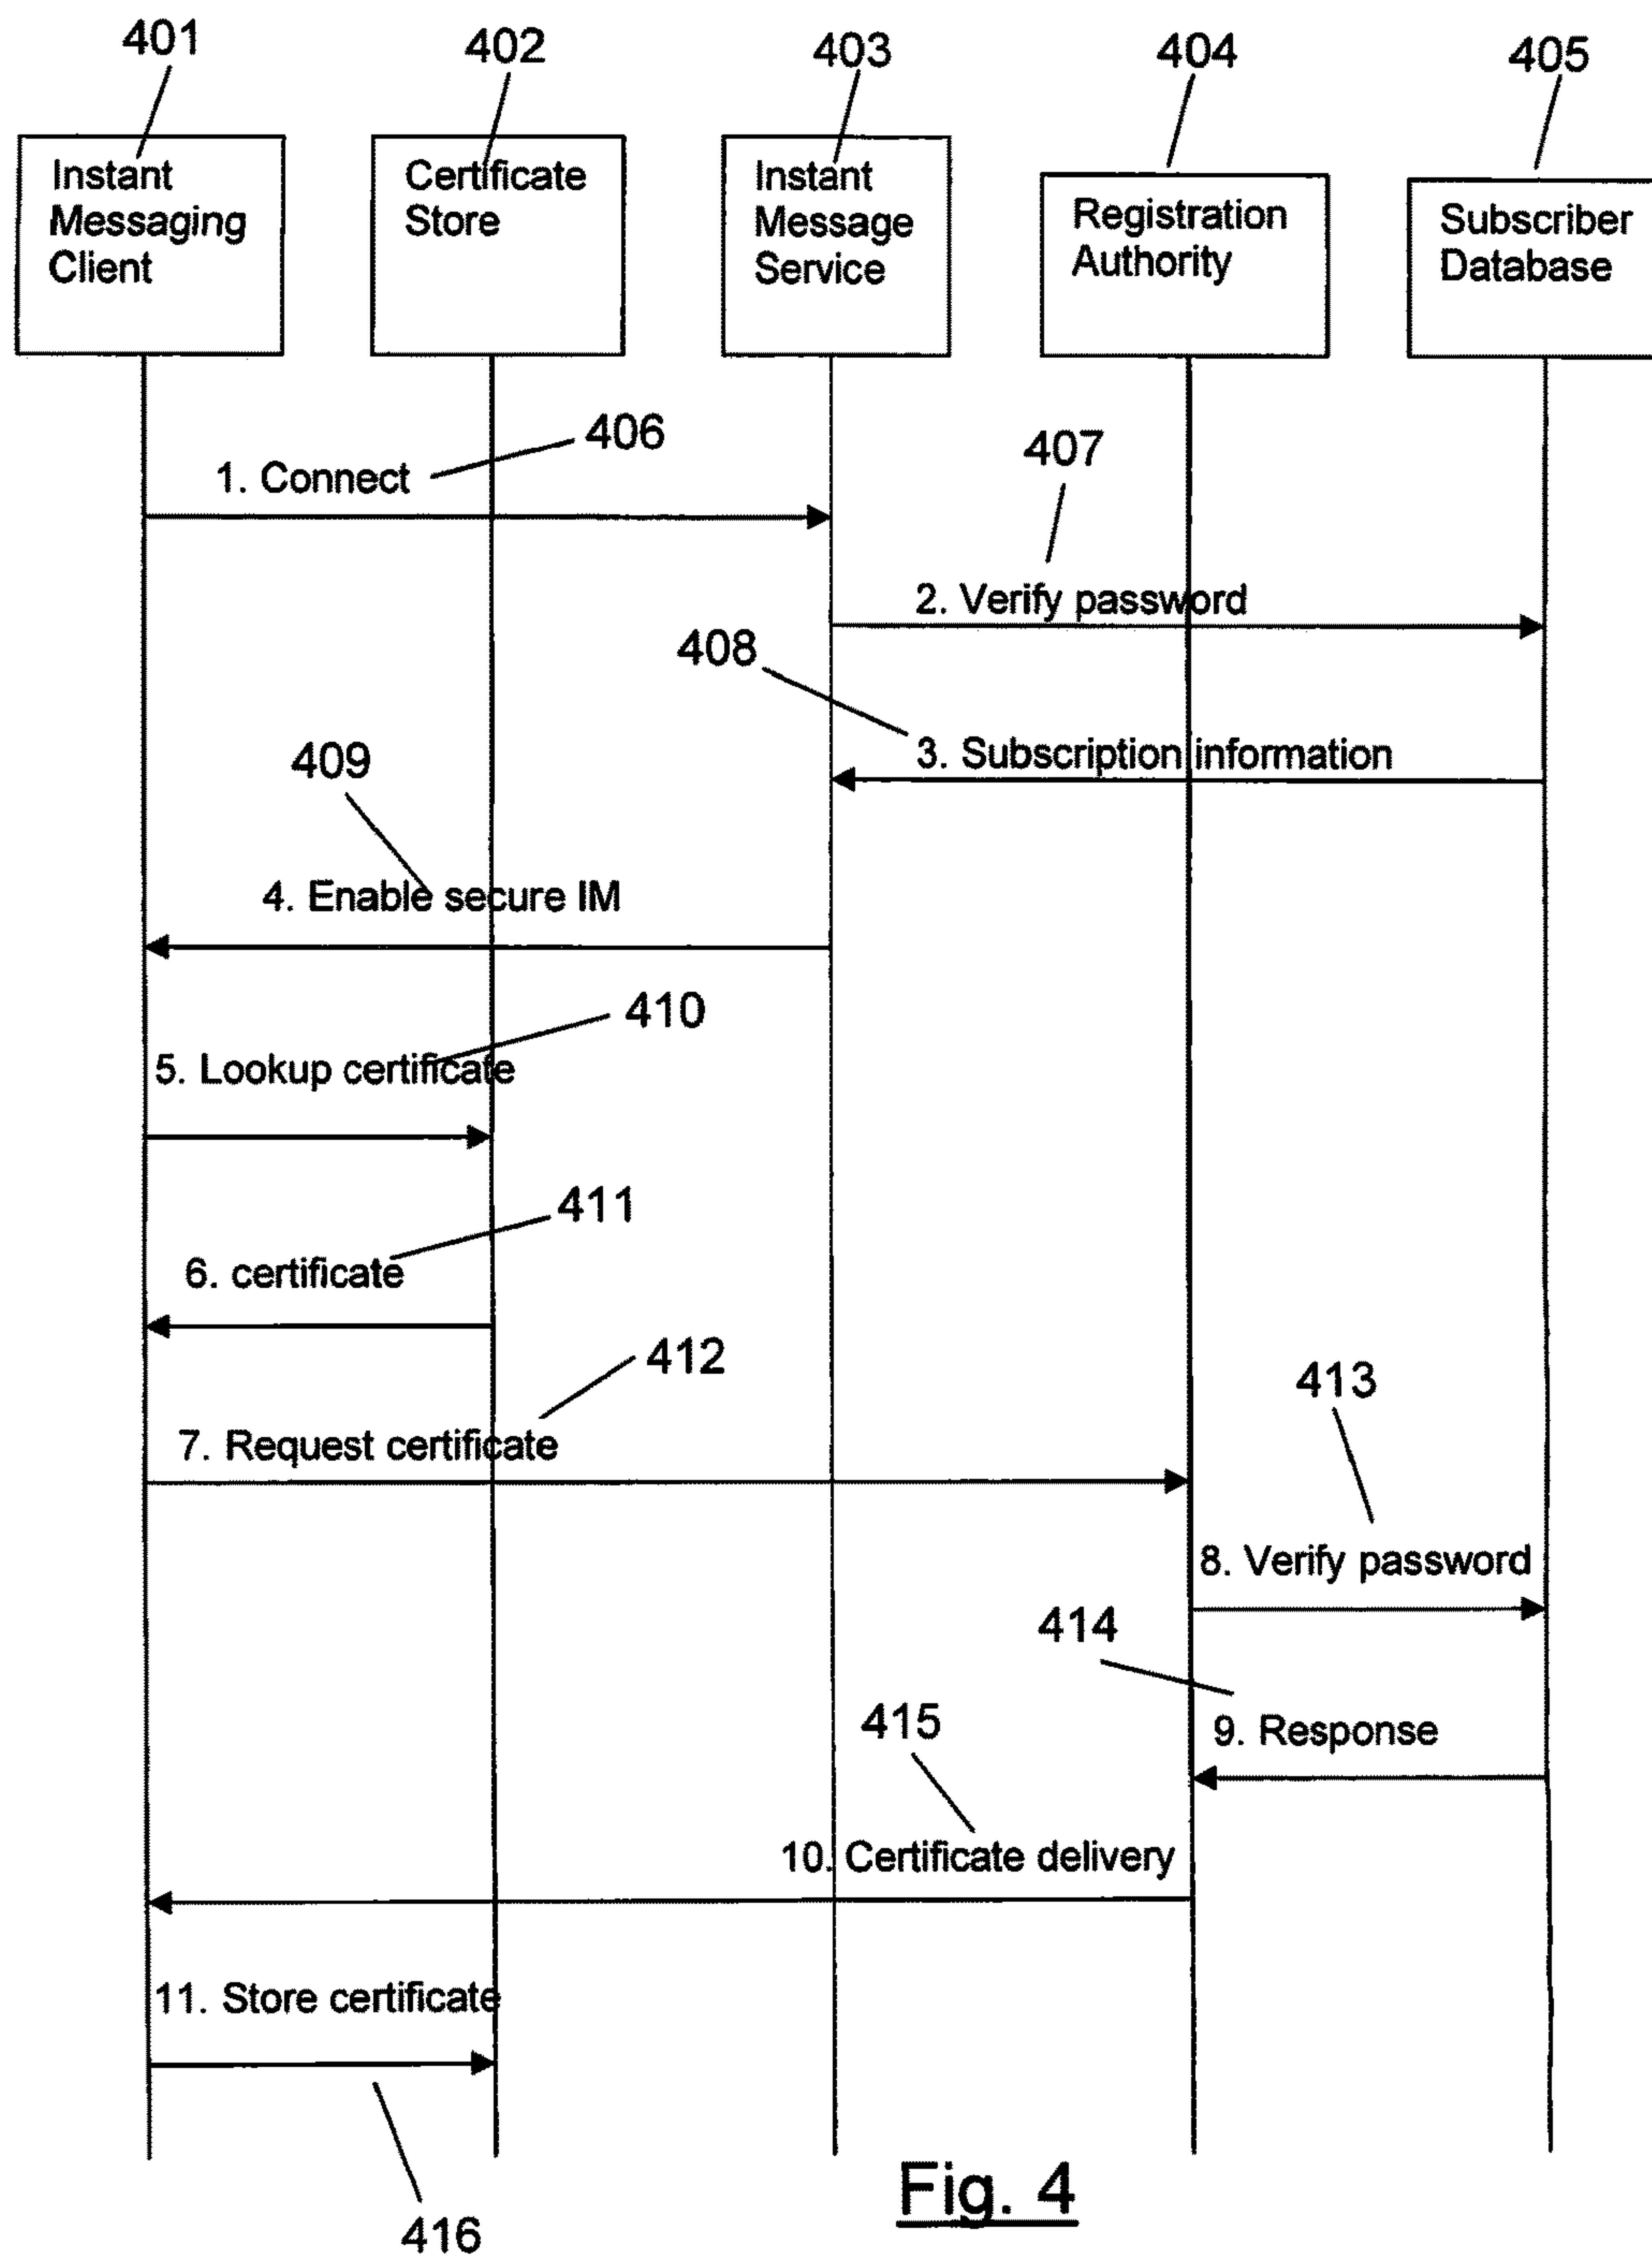 401
402
403
404
405
Instant
Messaging
Client
Certificate
Store
Instant
Message
Service
Registration
Authority
Subscriber
Database
406
1. Connect
407
2. Verify password
408
3. Subscription information
409
4. Enable secure IM
410
5. Lookup certificate
411
6. certificate
412
7. Request certificate
413
8. Verify password
414
9. Response
415
10. Certificate delivery
11. Store certificate
416
Fig. 4